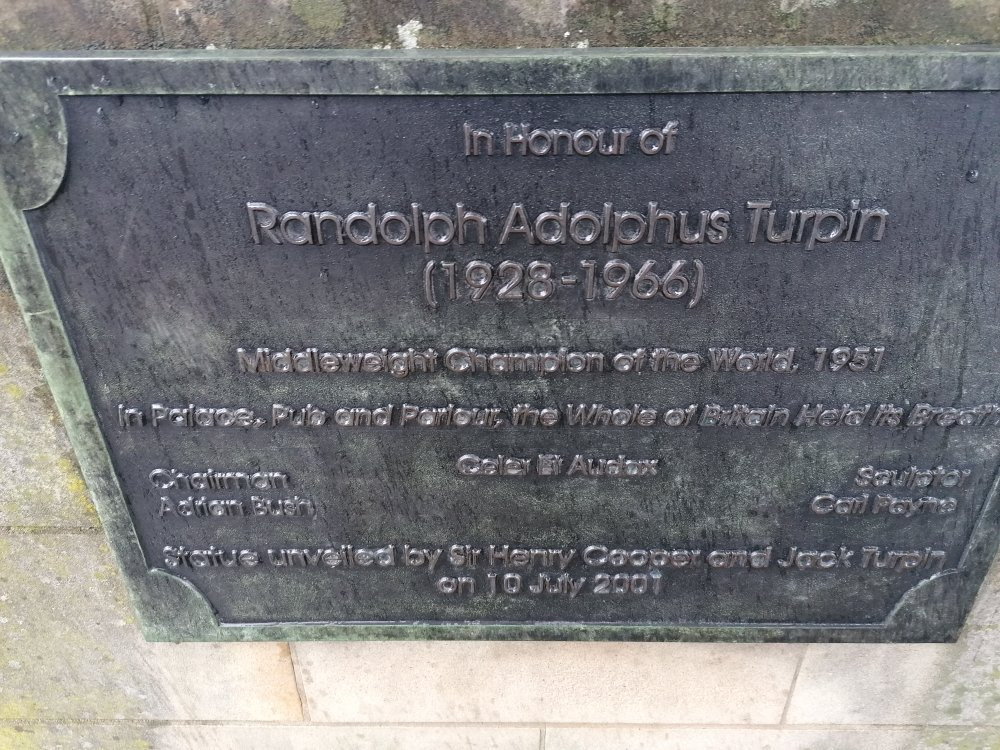 In Honour of
Randolph Adolphus Turpin
(1928-1966)
Middleweight Champion of the World, 1951
In Palace, Pub and Parlour, the Whole of Britain Held its Breath
Celer Et Audax
Chairman
Adrian Bush
Sculptor
Carl Payne
Statue unveiled by Sir Henry Cooper and Jack Turpin
on 10 July 2001